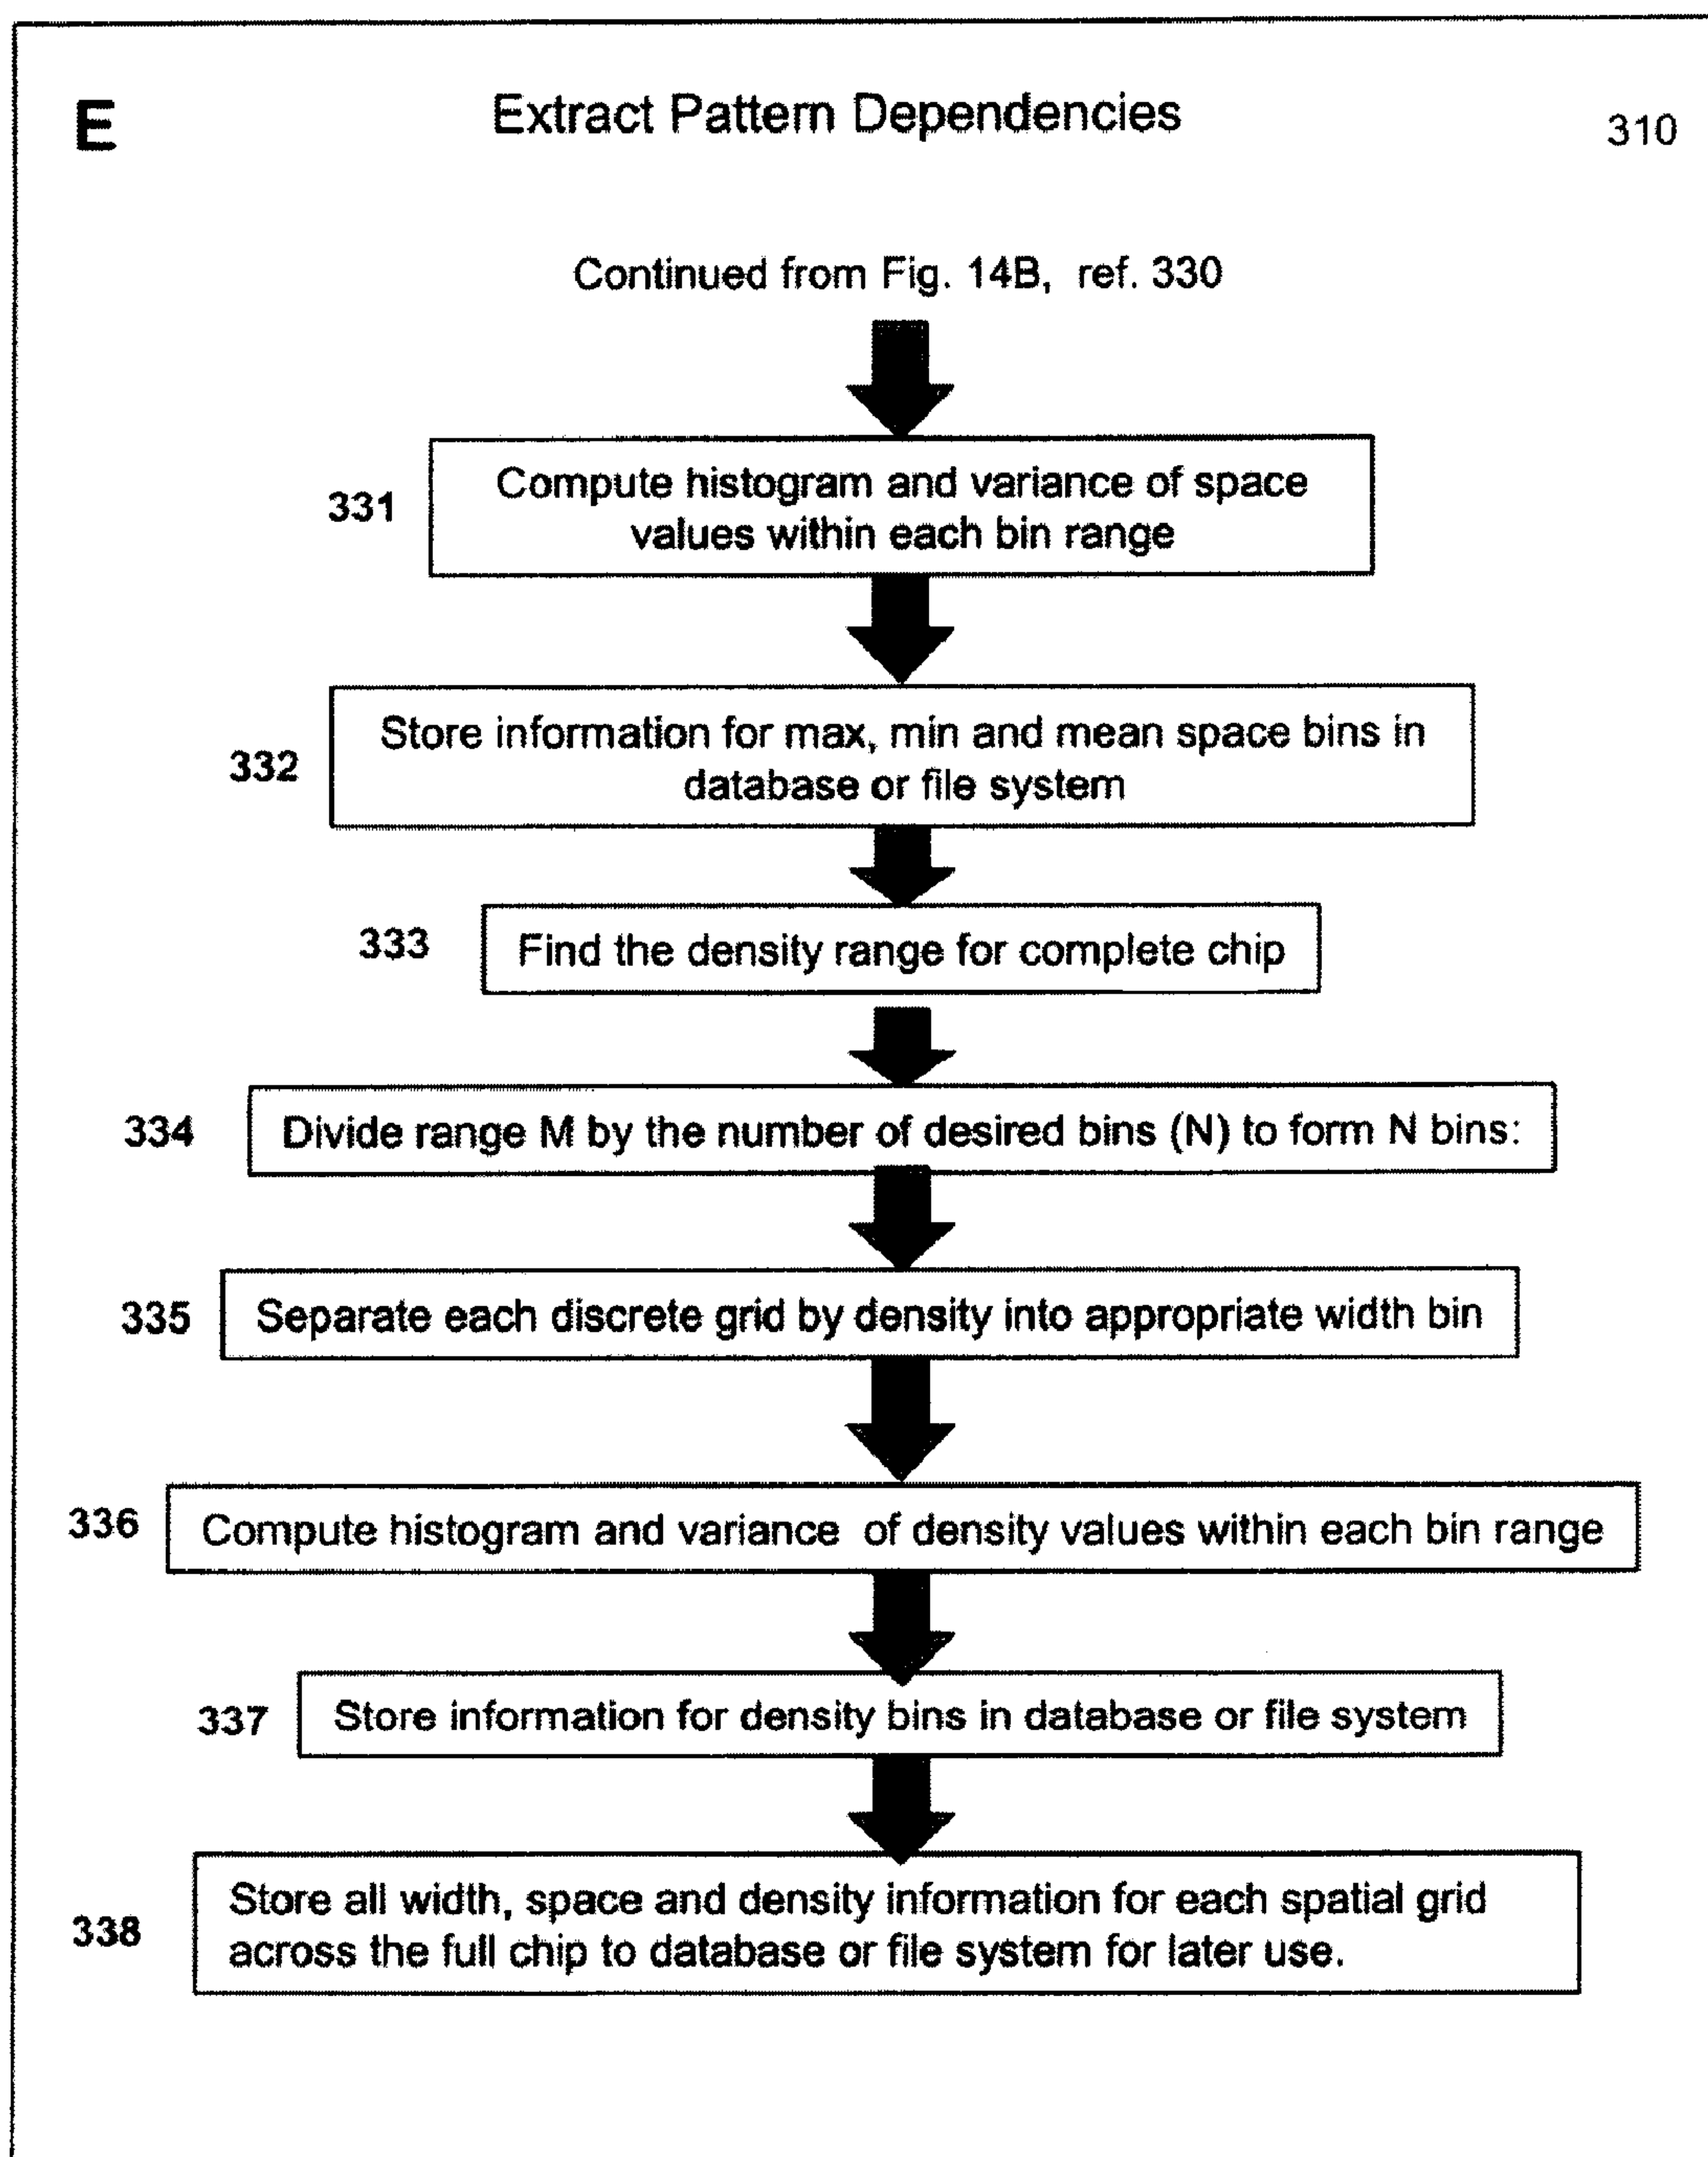 E
Extract Pattern Dependencies
310
Continued from Fig. 14B, ref. 330
331
Compute histogram and variance of space
values within each bin range
332
Store information for max, min and mean space bins in
database or file system
333
Find the density range for complete chip
334
Divide range M by the number of desired bins (N) to form N bins:
335
Separate each discrete grid by density into appropriate width bin
336
Compute histogram and variance of density values within each bin range
337
Store information for density bins in database or file system
338
Store all width, space and density information for each spatial grid
across the full chip to database or file system for later use.